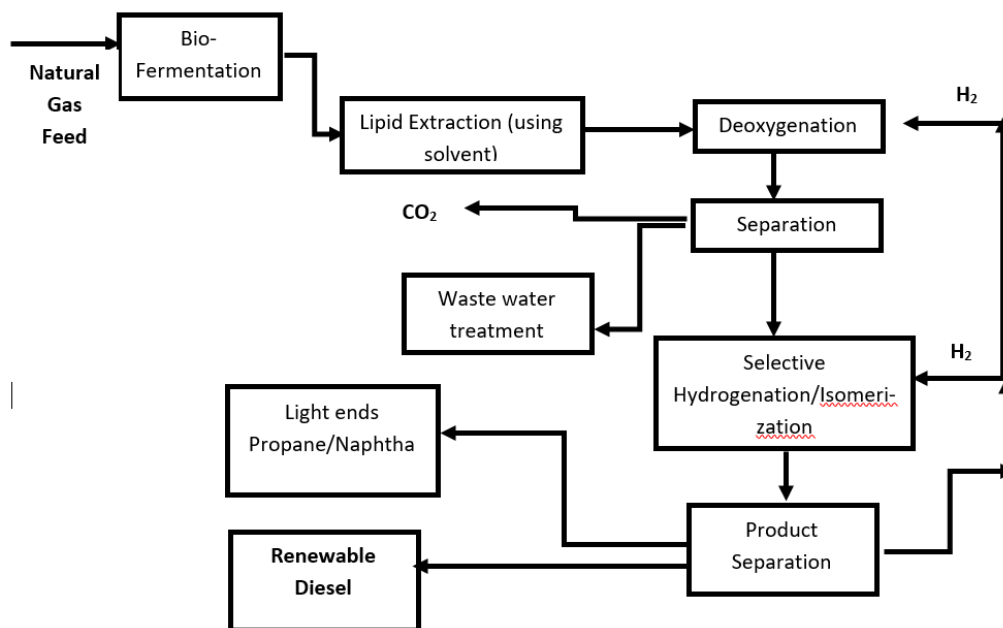 Bio-
Fermentation
Natural
Gas
Feed
Lipid Extraction (using
solvent)
Deoxygenation
H2
CO2
Separation
Waste water
treatment
Selective
Hydrogenation/Isomeri-
zation
H2
Light ends
Propane/Naphtha
Product
Separation
Renewable
Diesel